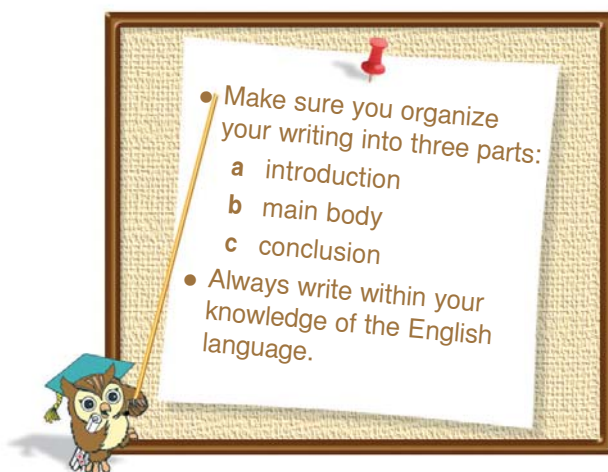 ● Make sure you organize
your writing into three parts:
a introduction
b main body
c conclusion
● Always write within your
knowledge of the English
language.